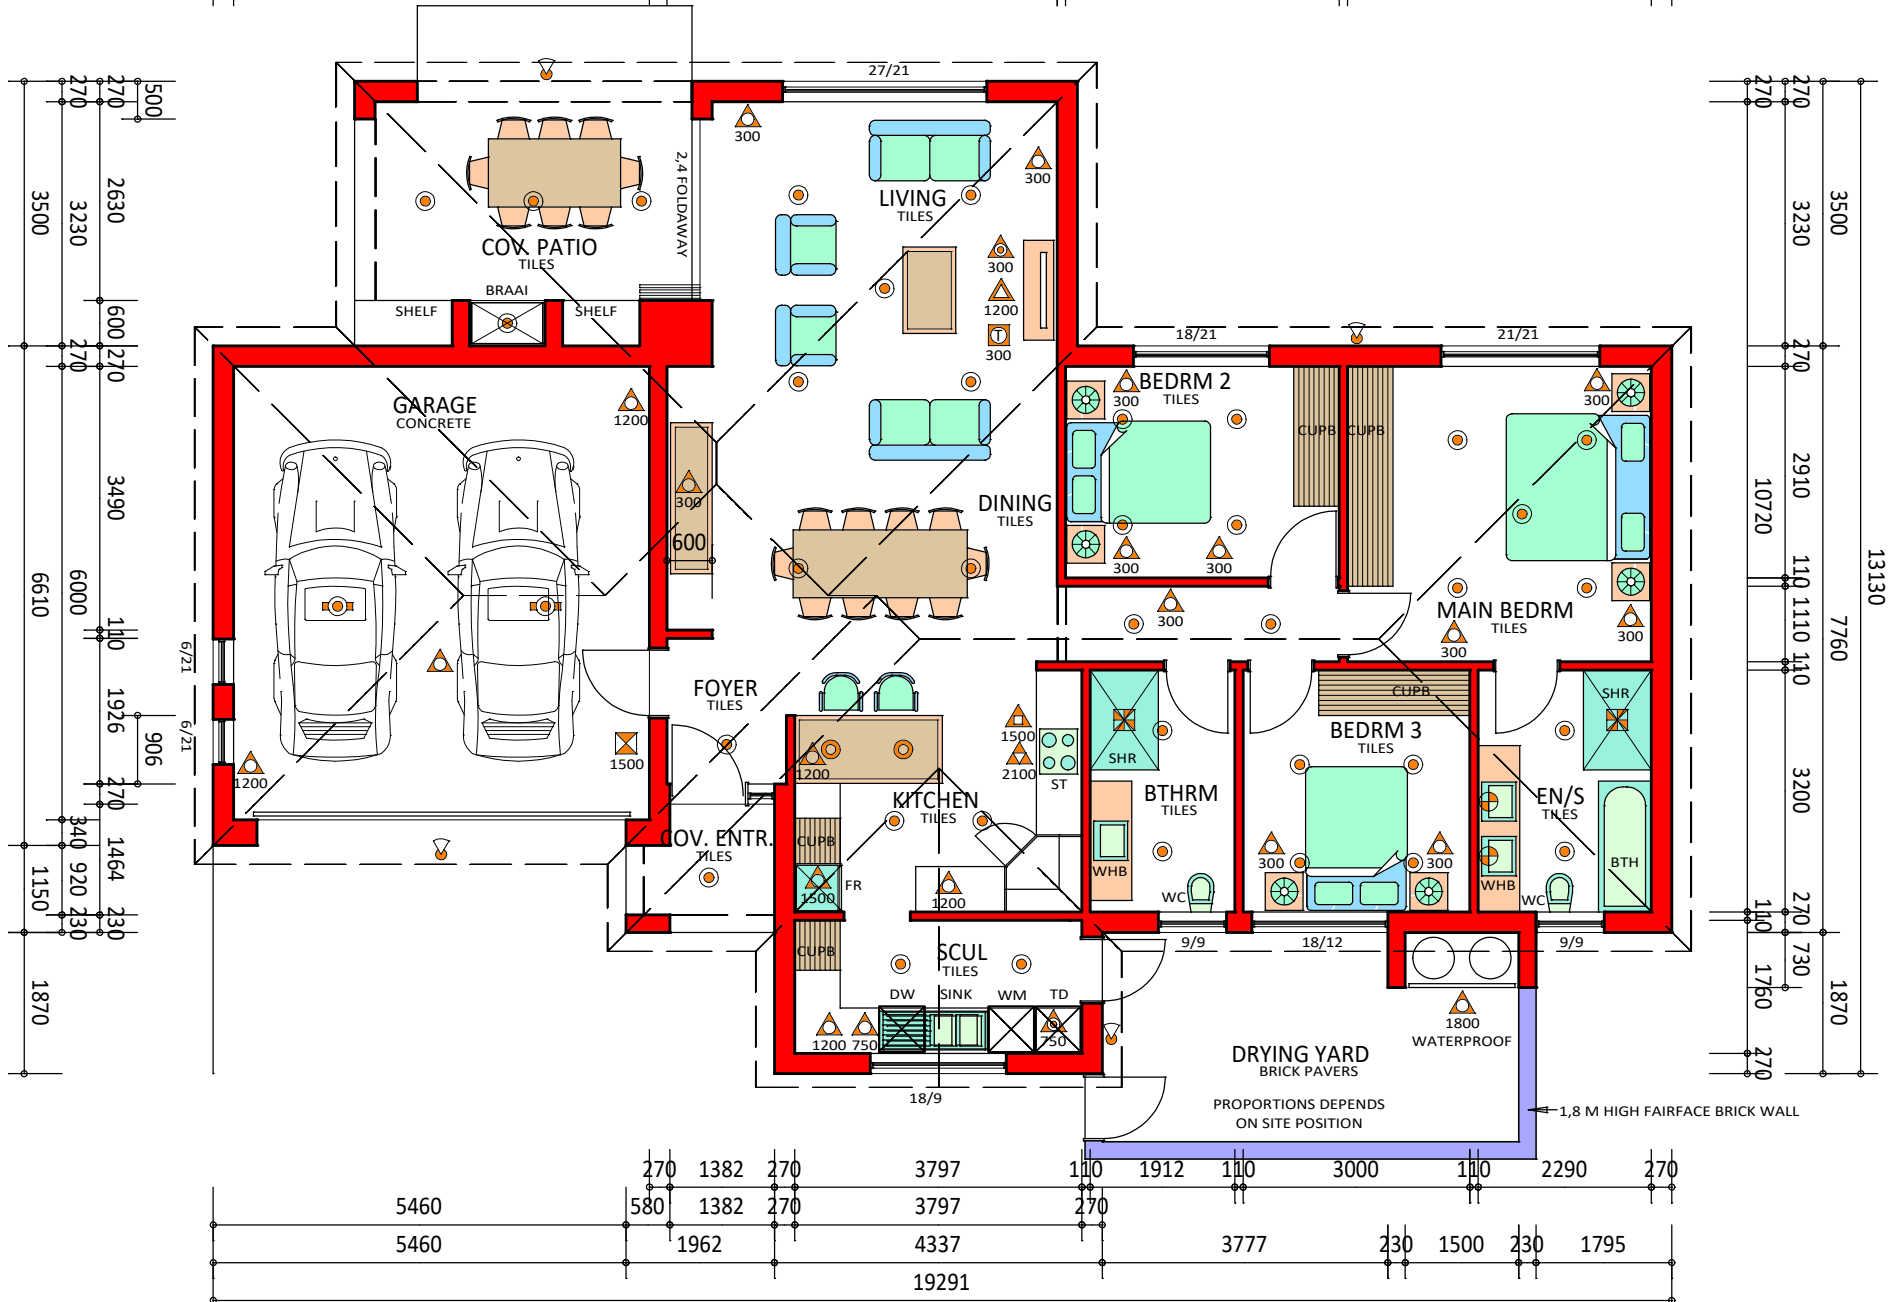 27/21
270
270
270
500
3500
3230
2630
600
270
270
6610
6000
3490
110
1926
906
270
340
1464
1150
920
230
230
1870
300
LIVING
TILES
300
2,4 FOLDAWAY
COV. PATIO
TILES
BRAAI
SHELF
SHELF
300
1200
T
300
18/21
21/21
GARAGE
CONCRETE
1200
300
600
BEDRM 2
TILES
300
CUPB
CUPB
300
DINING
TILES
300
300
300
MAIN BEDRM
TILES
300
300
6/21
6/21
1200
1500
FOYER
TILES
1200
1500
2100
ST
KITCHEN
TILES
COV. ENTR.
TILES
CUPB
FR
1500
1200
SHR
BTHRM
TILES
WHB
WC
CUPB
BEDRM 3
TILES
300
300
SHR
EN/S
TILES
WHB
WC
BTH
9/9
18/12
9/9
CUPB
SCUL
TILES
DW
SINK
WM
TD
1200
750
750
18/9
1800
WATERPROOF
DRYING YARD
BRICK PAVERS
PROPORTIONS DEPENDS
ON SITE POSITION
1,8 M HIGH FAIRFACE BRICK WALL
270
270
3230
3500
270
2910
10720
110
1110
110
7760
13130
3200
270
110
730
1760
1870
270
270
1382
270
3797
110
1912
110
3000
110
2290
270
5460
580
1382
270
3797
270
5460
1962
4337
3777
230
1500
230
1795
19291